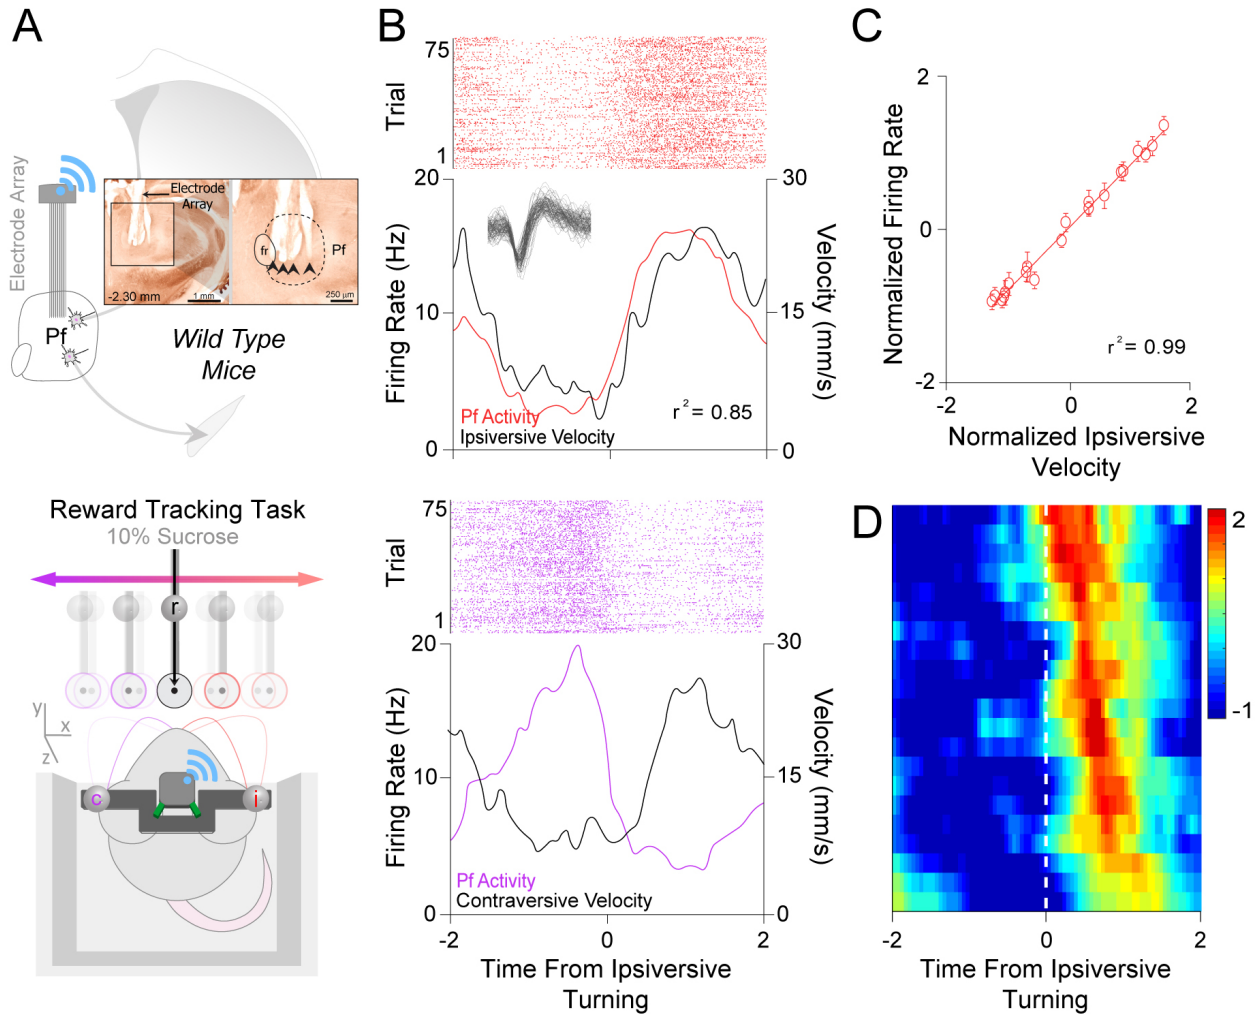 A
Electrode Array
Electrode
Array
fr
Pf
-2.30 mm
1 mm
250 µm
Pf
Wild Type
Mice
Reward Tracking Task
10% Sucrose
r
y
x
z
c
i
B
75
Trial
1
20
10
0
Firing Rate (Hz)
30
15
0
Velocity (mm/s)
Pf Activity
Ipsiversive Velocity
r² = 0.85
75
Trial
1
20
10
0
Firing Rate (Hz)
30
15
0
Velocity (mm/s)
Pf Activity
Contraversive Velocity
-2 0 2
Time From Ipsiversive
Turning
C
Normalized Firing Rate
2
0
-2
r² = 0.99
-2 0 2
Normalized Ipsiversive
Velocity
D
2
-1
-2 0 2
Time From Ipsiversive
Turning